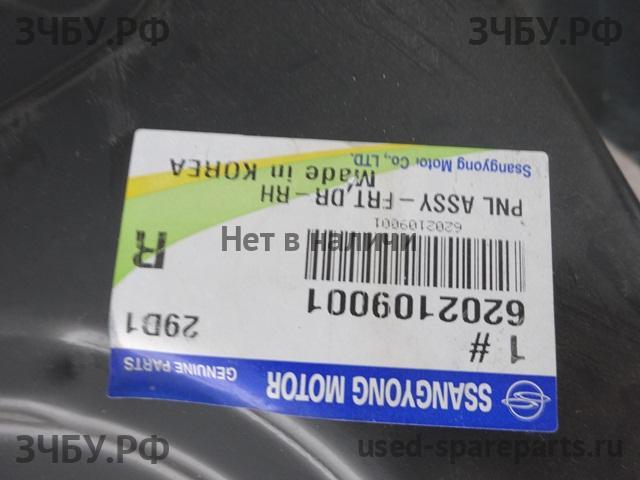 ЗЧБУ.РФ
ЗЧБУ.РФ
SSANGYONG MOTOR GENUINE PARTS
1 # 29D1
6202109001
6202109001 R
PNL ASSY-FRT,DR-RH
Made in KOREA
Ssangyong Motor Co., LTD.
Нет в наличии
ЗЧБУ.РФ
used-spareparts.ru